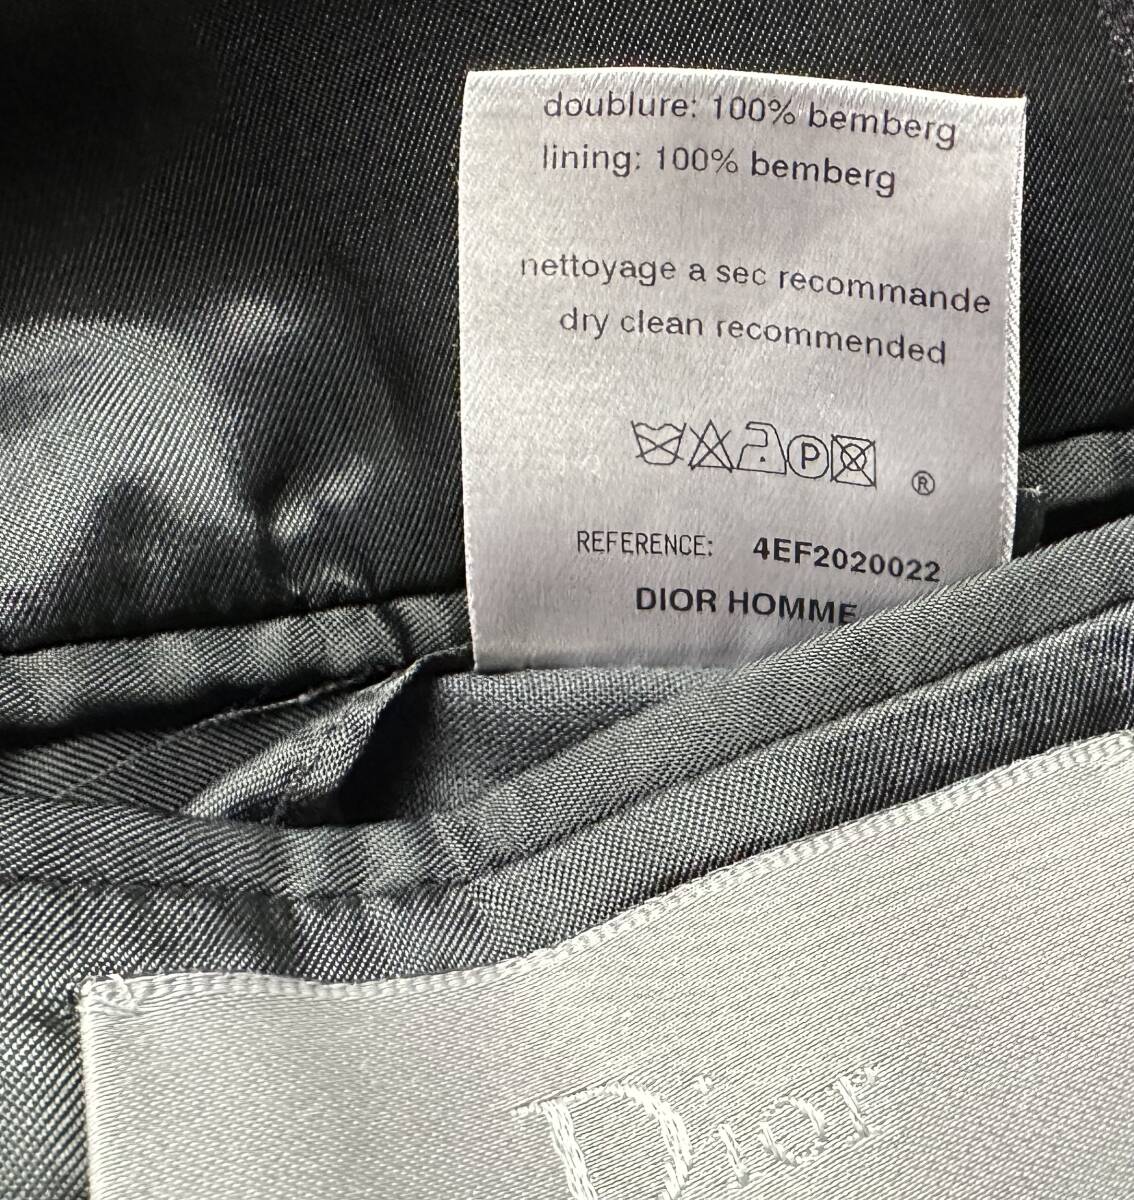 doublure: 100% bemberg
lining: 100% bemberg
nettoyage a sec recommande
dry clean recommended
P ®
REFERENCE: 4EF2020022
DIOR HOMME
Dior